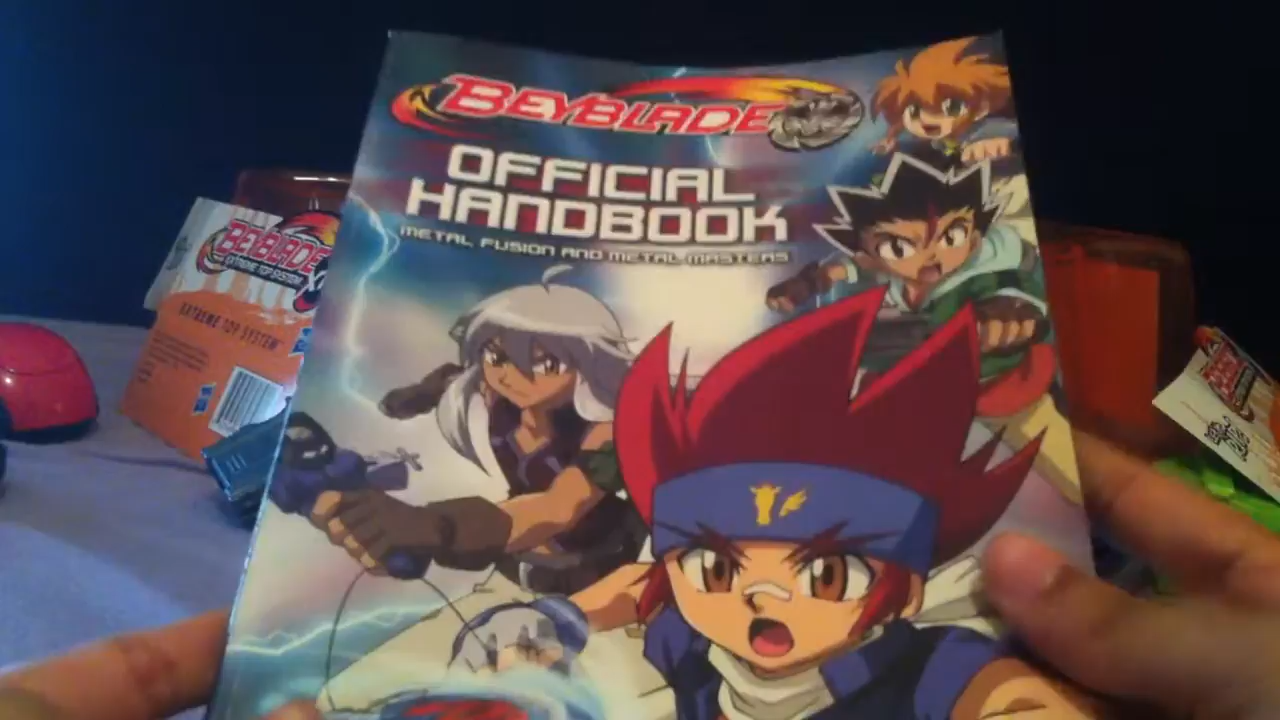 BEYBLADE
OFFICIAL
HANDBOOK
METAL FUSION AND METAL MASTERS
BEYBLADE
EXTREME TOP SYSTEM
EXTREME TOP SYSTEM